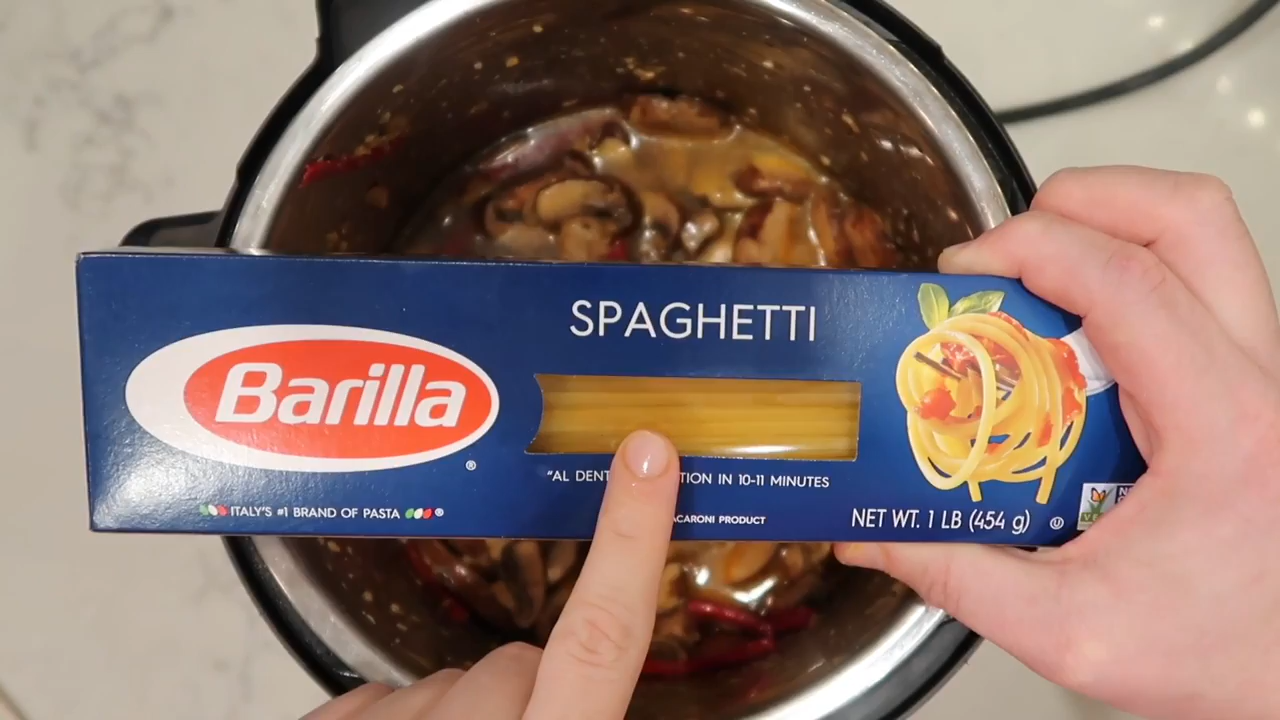 SPAGHETTI
Barilla
®
"AL DENT TION IN 10-11 MINUTES
ITALY'S #1 BRAND OF PASTA ®
ACARONI PRODUCT
NET WT. 1 LB (454 g) U